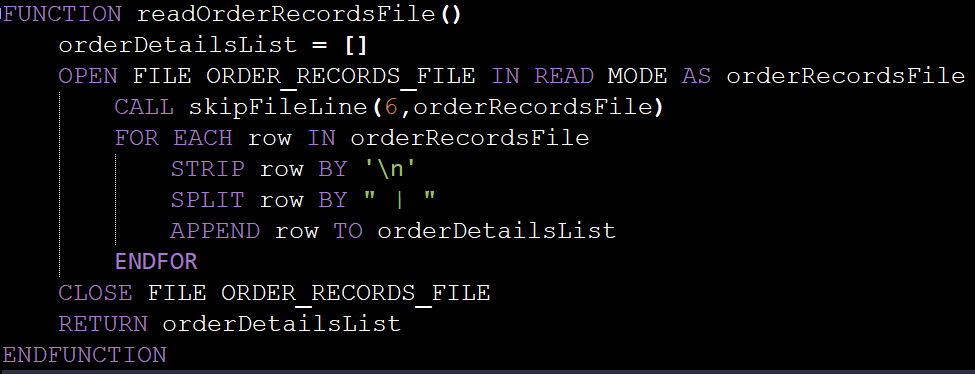 FUNCTION readOrderRecordsFile()
orderDetailsList = []
OPEN FILE ORDER_RECORDS_FILE IN READ MODE AS orderRecordsFile
CALL skipFileLine(6,orderRecordsFile)
FOR EACH row IN orderRecordsFile
STRIP row BY '\n'
SPLIT row BY " | "
APPEND row TO orderDetailsList
ENDFOR
CLOSE FILE ORDER_RECORDS_FILE
RETURN orderDetailsList
ENDFUNCTION